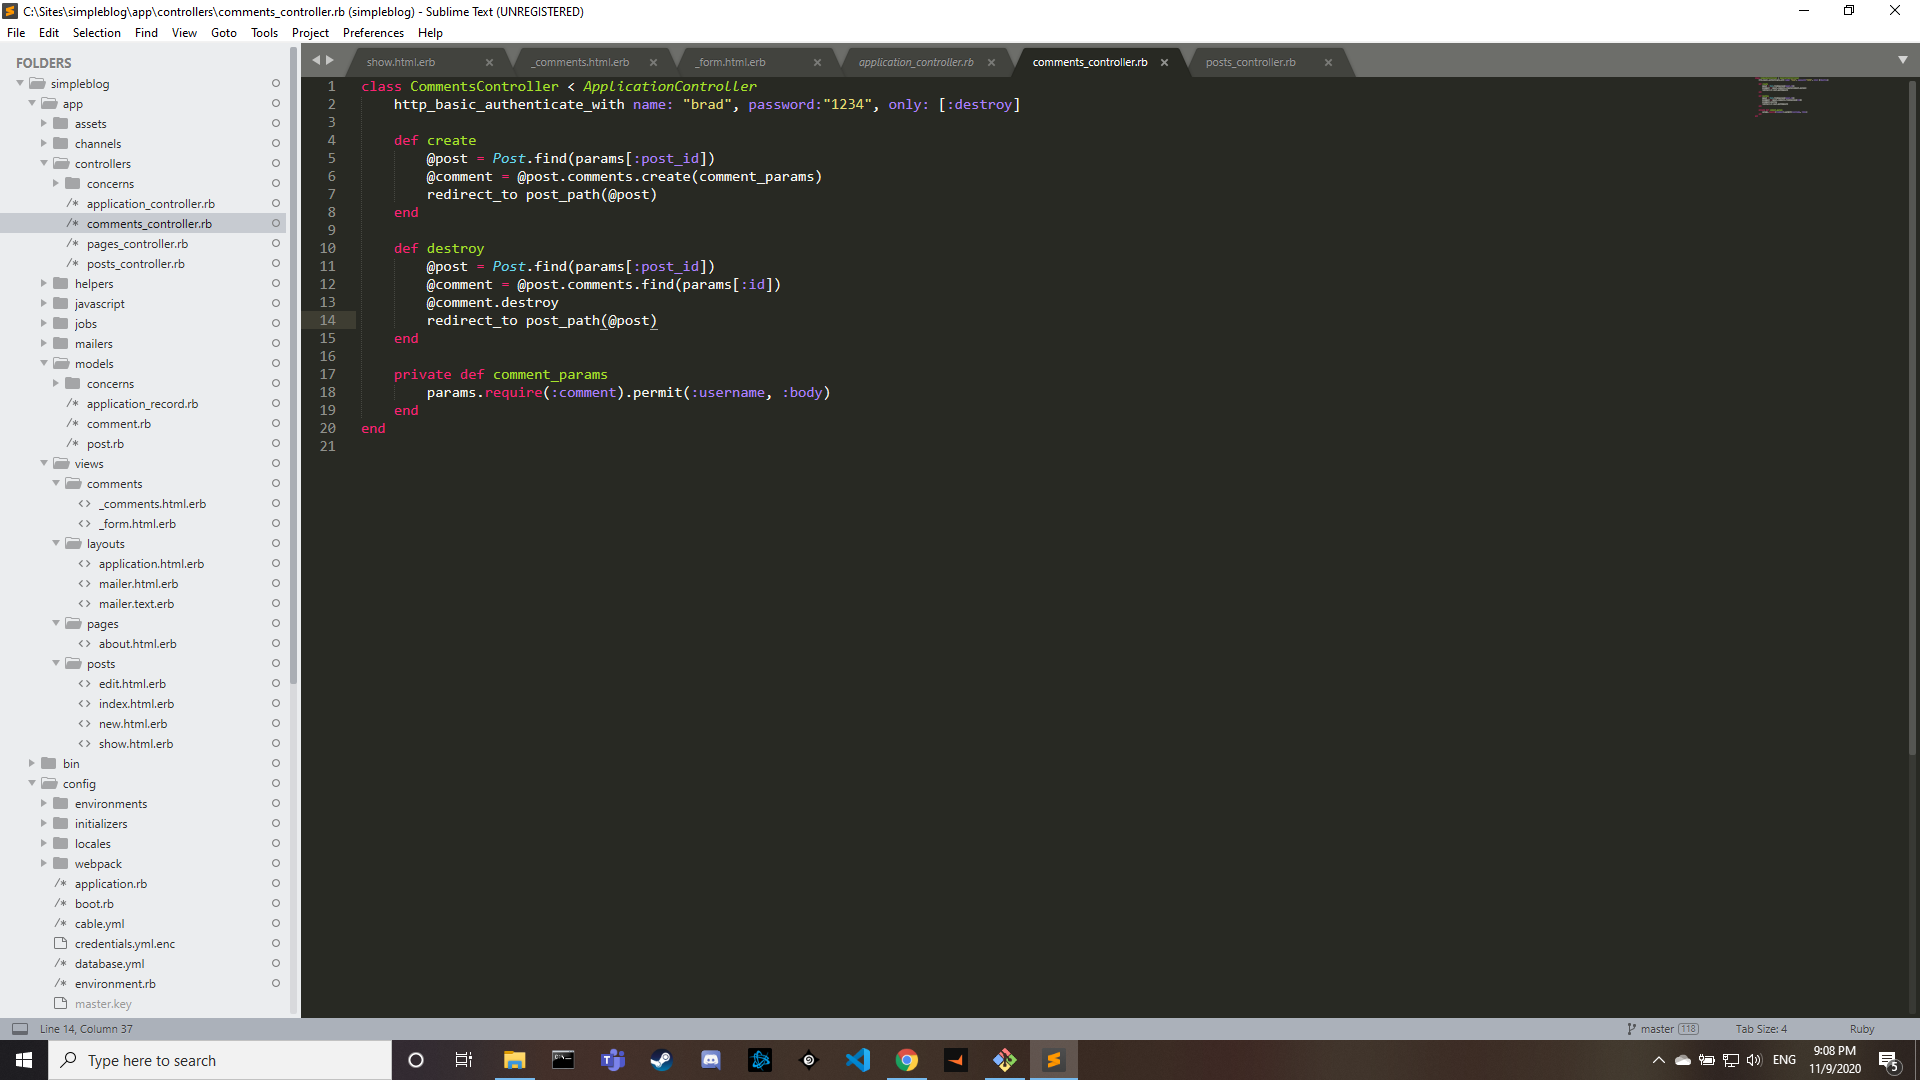 C:\Sites\simpleblog\app\controllers\comments_controller.rb (simpleblog) - Sublime Text (UNREGISTERED)
File Edit Selection Find View Goto Tools Project Preferences Help
FOLDERS
simpleblog
app
assets
channels
controllers
concerns
/* application_controller.rb
/* comments_controller.rb
/* pages_controller.rb
/* posts_controller.rb
helpers
javascript
jobs
mailers
models
concerns
/* application_record.rb
/* comment.rb
/* post.rb
views
comments
<> _comments.html.erb
<> _form.html.erb
layouts
<> application.html.erb
<> mailer.html.erb
<> mailer.text.erb
pages
<> about.html.erb
posts
<> edit.html.erb
<> index.html.erb
<> new.html.erb
<> show.html.erb
bin
config
environments
initializers
locales
webpack
/* application.rb
/* boot.rb
/* cable.yml
credentials.yml.enc
/* database.yml
/* environment.rb
master.key
show.html.erb _comments.html.erb _form.html.erb application_controller.rb comments_controller.rb posts_controller.rb
1 class CommentsController < ApplicationController
2     http_basic_authenticate_with name: "brad", password:"1234", only: [:destroy]
3
4     def create
5         @post = Post.find(params[:post_id])
6         @comment = @post.comments.create(comment_params)
7         redirect_to post_path(@post)
8     end
9
10     def destroy
11         @post = Post.find(params[:post_id])
12         @comment = @post.comments.find(params[:id])
13         @comment.destroy
14         redirect_to post_path(@post)
15     end
16
17     private def comment_params
18         params.require(:comment).permit(:username, :body)
19     end
20 end
21
Line 14, Column 37
master 118
Tab Size: 4
Ruby
Type here to search
ENG
9:08 PM
11/9/2020
5